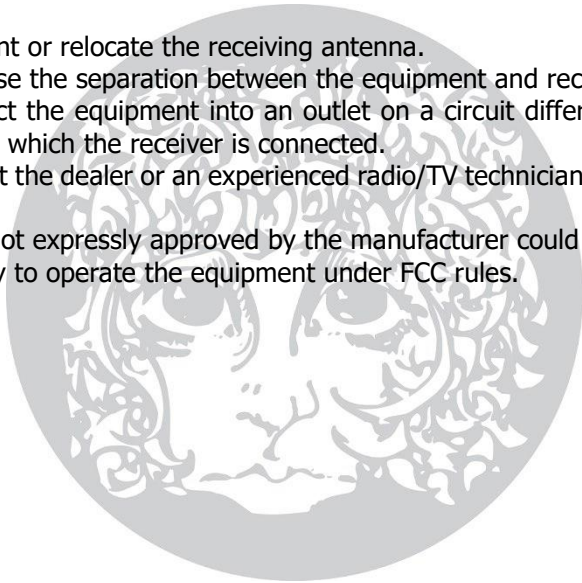 nt or relocate the receiving antenna.
se the separation between the equipment and rec
ct the equipment into an outlet on a circuit differ
which the receiver is connected.
t the dealer or an experienced radio/TV technician
ot expressly approved by the manufacturer could
y to operate the equipment under FCC rules.